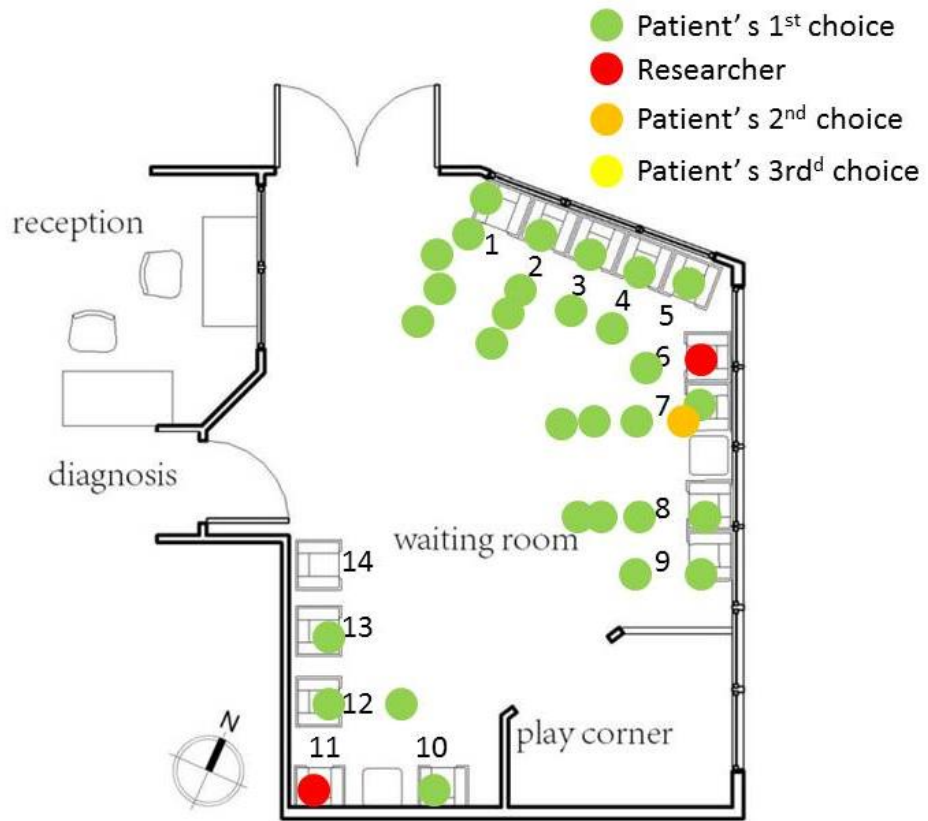 Patient's 1st choice
Researcher
Patient's 2nd choice
Patient's 3rdd choice
reception
1
2
3
4
5
6
7
diagnosis
8
waiting room
9
14
13
12
N
play corner
11
10